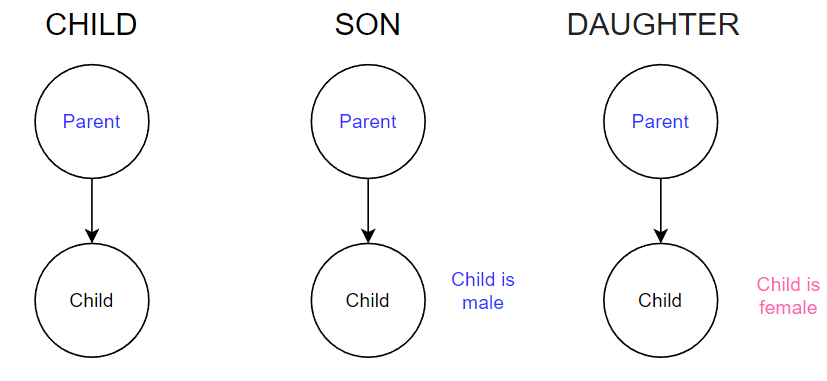 CHILD
SON
DAUGHTER
Parent
Parent
Parent
Child
Child
Child is
male
Child
Child is
female